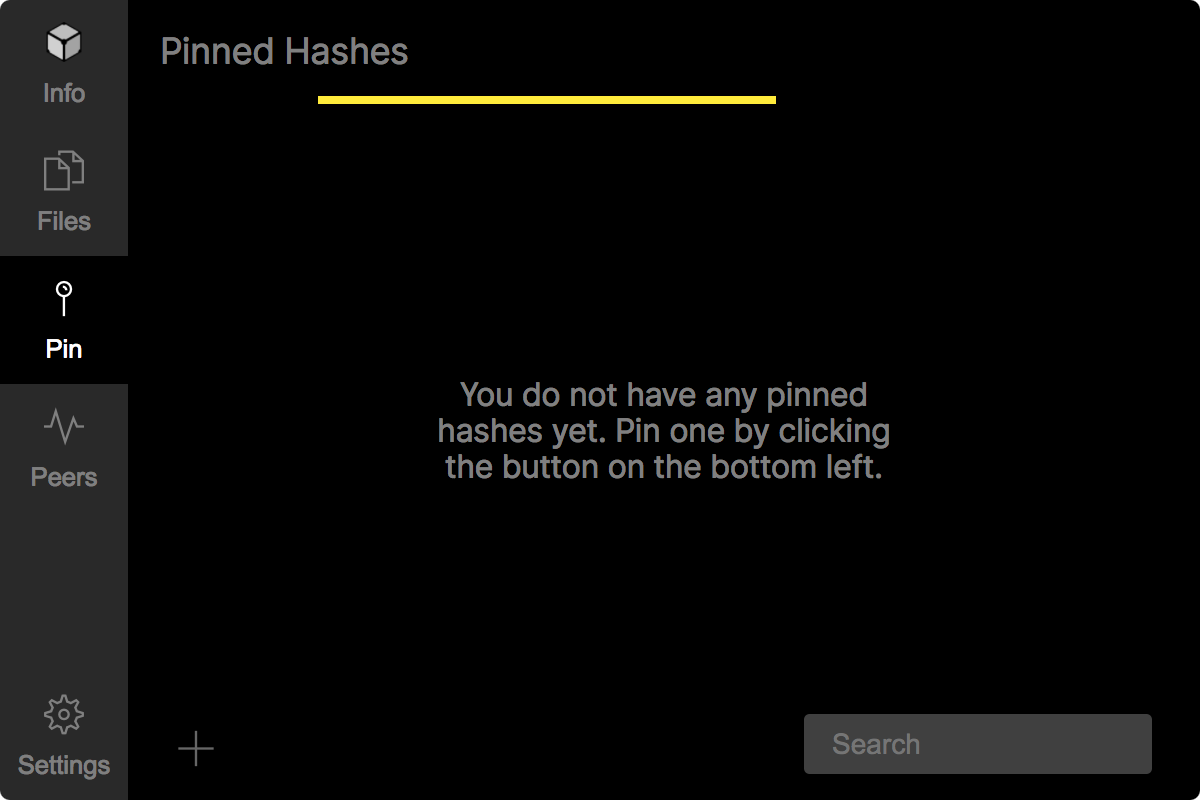 Info
Files
Pin
Peers
Settings
Pinned Hashes
You do not have any pinned
hashes yet. Pin one by clicking
the button on the bottom left.
Search